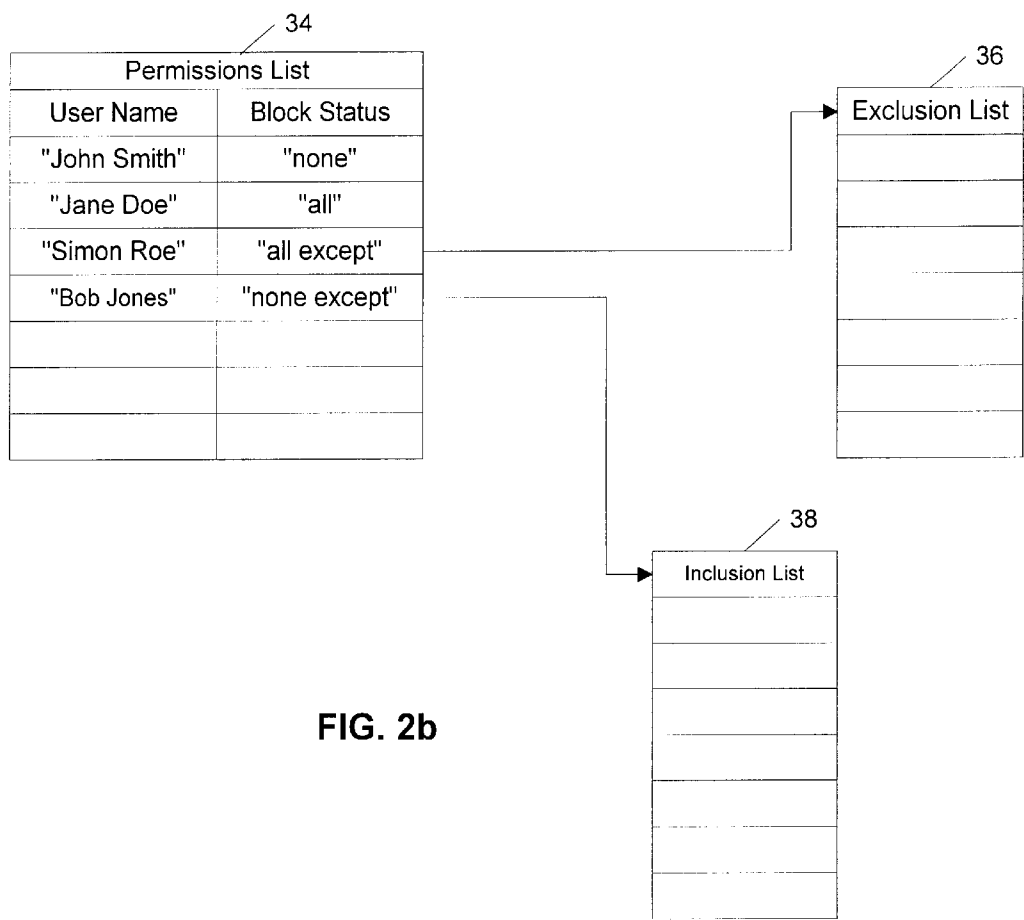 34
Permissions List
User Name Block Status
"John Smith" "none"
"Jane Doe" "all"
"Simon Roe" "all except"
"Bob Jones" "none except"
36
Exclusion List
38
Inclusion List
FIG. 2b